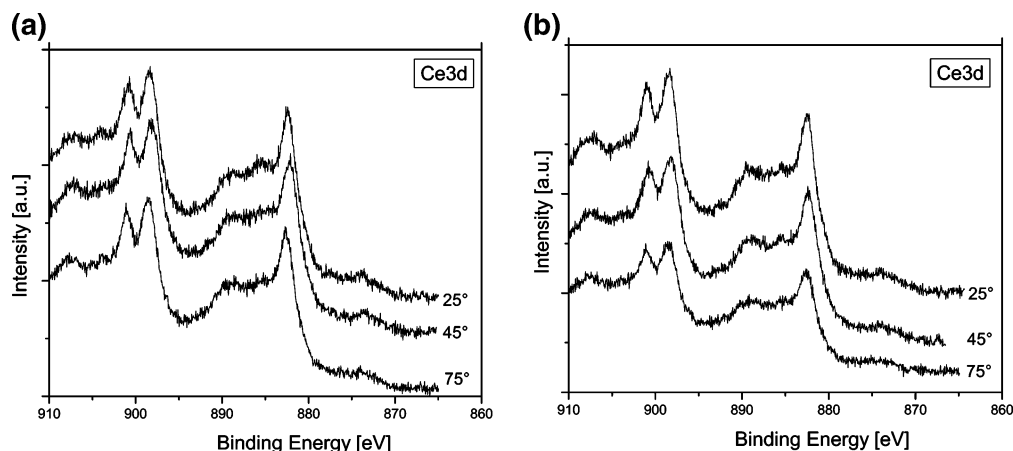 (a)
Ce3d
Intensity [a.u.]
25°
45°
75°
910 900 890 880 870 860
Binding Energy [eV]
(b)
Ce3d
Intensity [a.u.]
25°
45°
75°
910 900 890 880 870 860
Binding Energy [eV]